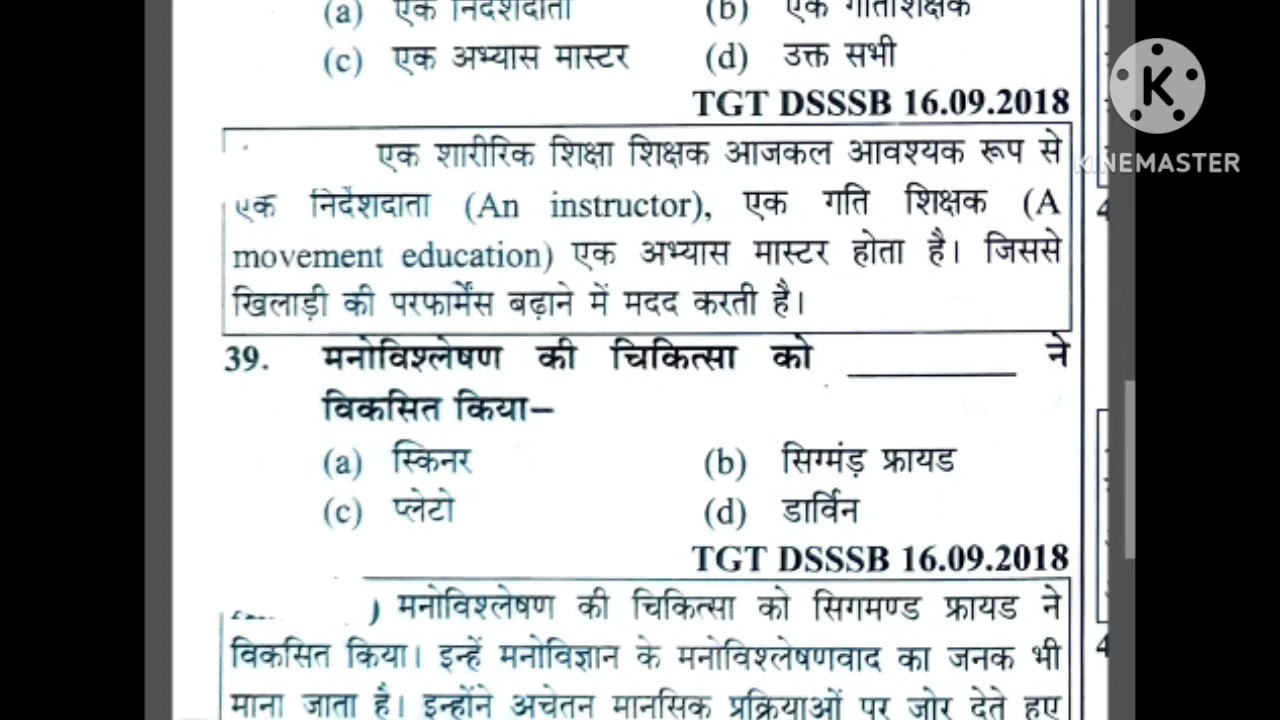 (a) एक निर्देशदाता (b) एक गतिशिक्षक
(c) एक अभ्यास मास्टर (d) उक्त सभी
TGT DSSSB 16.09.2018
एक शारीरिक शिक्षा शिक्षक आजकल आवश्यक रूप से
एक निर्देशदाता (An instructor), एक गति शिक्षक (A
movement education) एक अभ्यास मास्टर होता है। जिससे
खिलाड़ी की परफार्मेंस बढ़ाने में मदद करती है।
39. मनोविश्लेषण की चिकित्सा को ________ ने
विकसित किया–
(a) स्किनर (b) सिग्मंड़ फ्रायड
(c) प्लेटो (d) डार्विन
TGT DSSSB 16.09.2018
) मनोविश्लेषण की चिकित्सा को सिगमण्ड फ्रायड ने
विकसित किया। इन्हें मनोविज्ञान के मनोविश्लेषणवाद का जनक भी
माना जाता है। इन्होंने अचेतन मानसिक प्रक्रियाओं पर जोर देते हुए
K
KINEMASTER
4
4